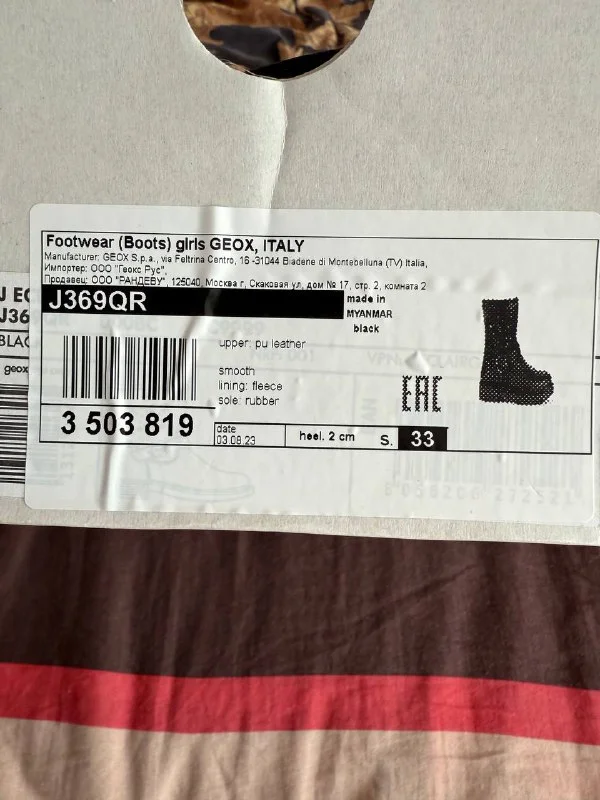 Footwear (Boots) girls GEOX, ITALY
Manufacturer: GEOX S.p.a., via Feltrina Centro, 16 -31044 Biadene di Montebelluna (TV) Italia,
Импортер: ООО "Геокс Рус",
Продавец: ООО "РАНДЕВУ", 125040, Москва г, Скаковая ул, дом № 17, стр. 2, комната 2
J369QR
made in
MYANMAR
black
upper: pu leather
smooth
lining: fleece
sole: rubber
EAC
3 503 819
date
03.08.23
heel. 2 cm
S. 33
J36
BLAC
geox